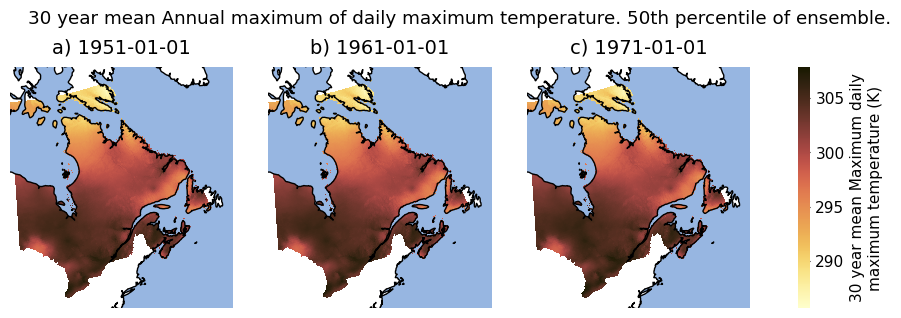 30 year mean Annual maximum of daily maximum temperature. 50th percentile of ensemble.
a) 1951-01-01
b) 1961-01-01
c) 1971-01-01
305
300
295
290
30 year mean Maximum daily
maximum temperature (K)